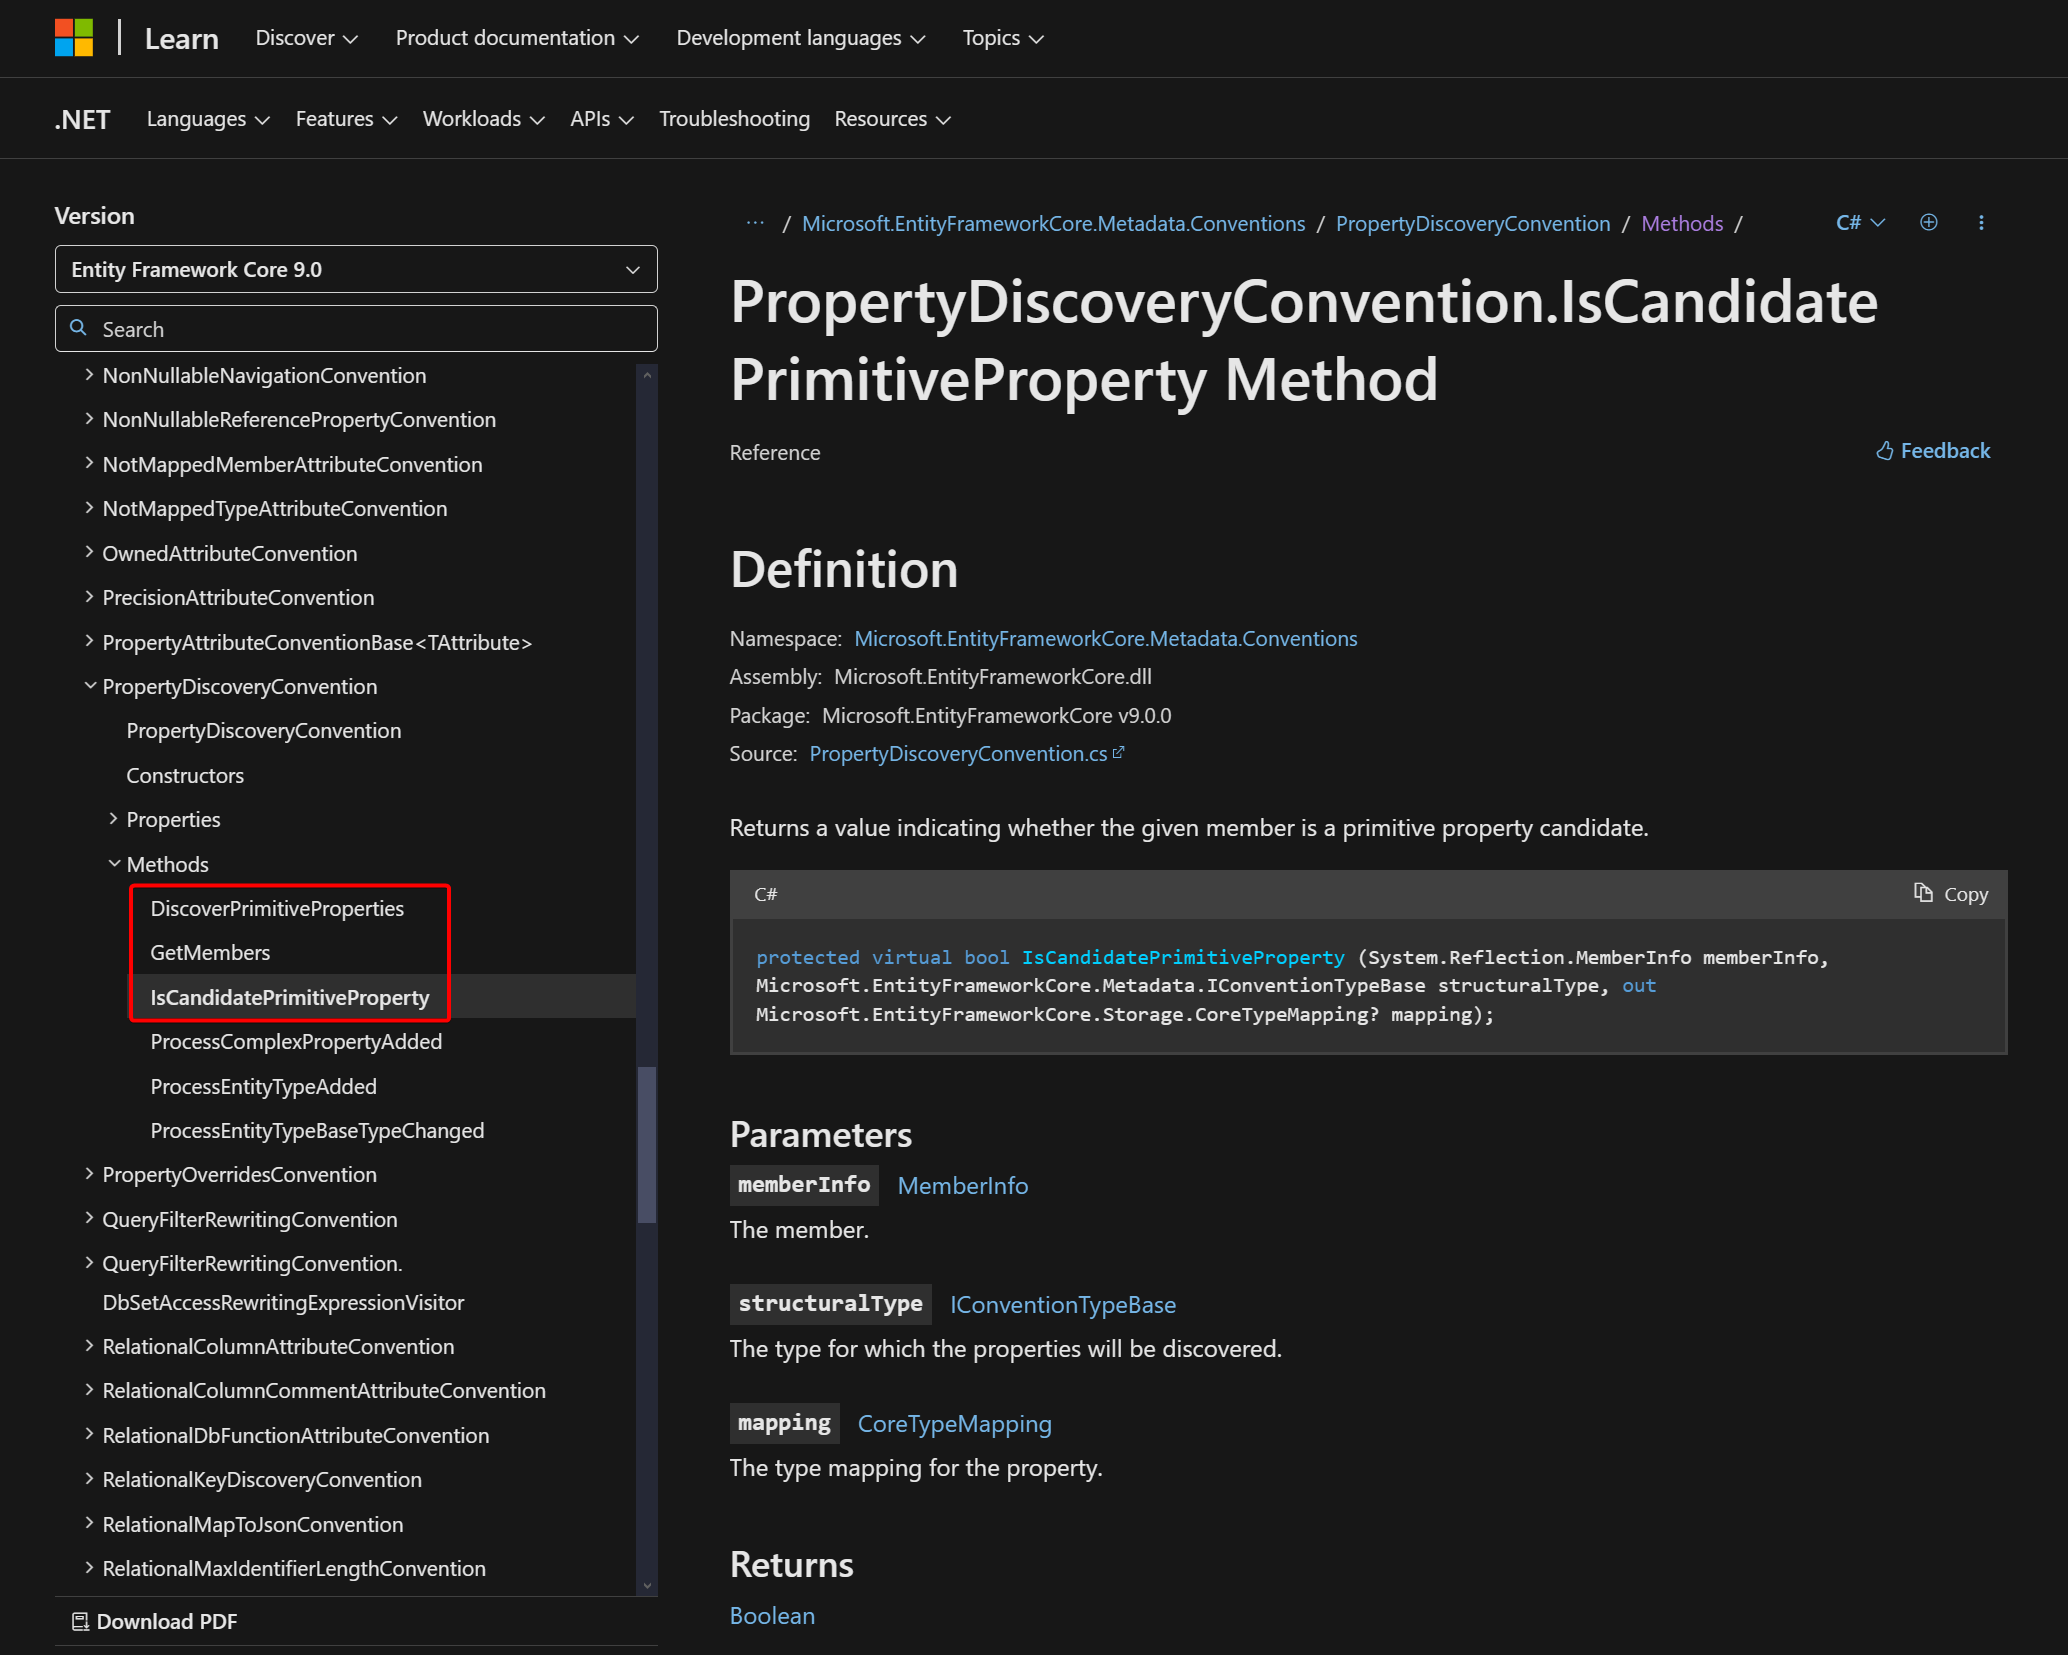 Learn
Discover
Product documentation
Development languages
Topics
.NET
Languages
Features
Workloads
APIs
Troubleshooting
Resources
Version
Entity Framework Core 9.0
Search
NonNullableNavigationConvention
NonNullableReferencePropertyConvention
NotMappedMemberAttributeConvention
NotMappedTypeAttributeConvention
OwnedAttributeConvention
PrecisionAttributeConvention
PropertyAttributeConventionBase<TAttribute>
PropertyDiscoveryConvention
PropertyDiscoveryConvention
Constructors
Properties
Methods
DiscoverPrimitiveProperties
GetMembers
IsCandidatePrimitiveProperty
ProcessComplexPropertyAdded
ProcessEntityTypeAdded
ProcessEntityTypeBaseTypeChanged
PropertyOverridesConvention
QueryFilterRewritingConvention
QueryFilterRewritingConvention.
DbSetAccessRewritingExpressionVisitor
RelationalColumnAttributeConvention
RelationalColumnCommentAttributeConvention
RelationalDbFunctionAttributeConvention
RelationalKeyDiscoveryConvention
RelationalMapToJsonConvention
RelationalMaxIdentifierLengthConvention
Download PDF
... / Microsoft.EntityFrameworkCore.Metadata.Conventions / PropertyDiscoveryConvention / Methods /
C#
PropertyDiscoveryConvention.IsCandidate
PrimitiveProperty Method
Reference
Feedback
Definition
Namespace: Microsoft.EntityFrameworkCore.Metadata.Conventions
Assembly: Microsoft.EntityFrameworkCore.dll
Package: Microsoft.EntityFrameworkCore v9.0.0
Source: PropertyDiscoveryConvention.cs
Returns a value indicating whether the given member is a primitive property candidate.
C#
Copy
protected virtual bool IsCandidatePrimitiveProperty (System.Reflection.MemberInfo memberInfo,
Microsoft.EntityFrameworkCore.Metadata.IConventionTypeBase structuralType, out
Microsoft.EntityFrameworkCore.Storage.CoreTypeMapping? mapping);
Parameters
memberInfo MemberInfo
The member.
structuralType IConventionTypeBase
The type for which the properties will be discovered.
mapping CoreTypeMapping
The type mapping for the property.
Returns
Boolean